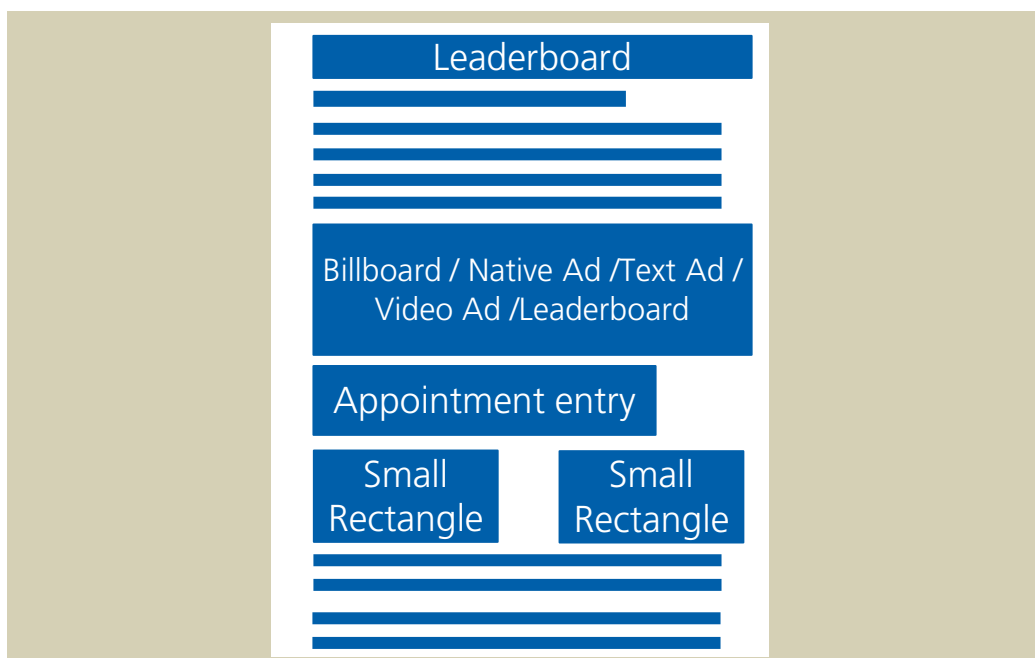 Leaderboard
Billboard / Native Ad /Text Ad /
Video Ad /Leaderboard
Appointment entry
Small
Rectangle
Small
Rectangle